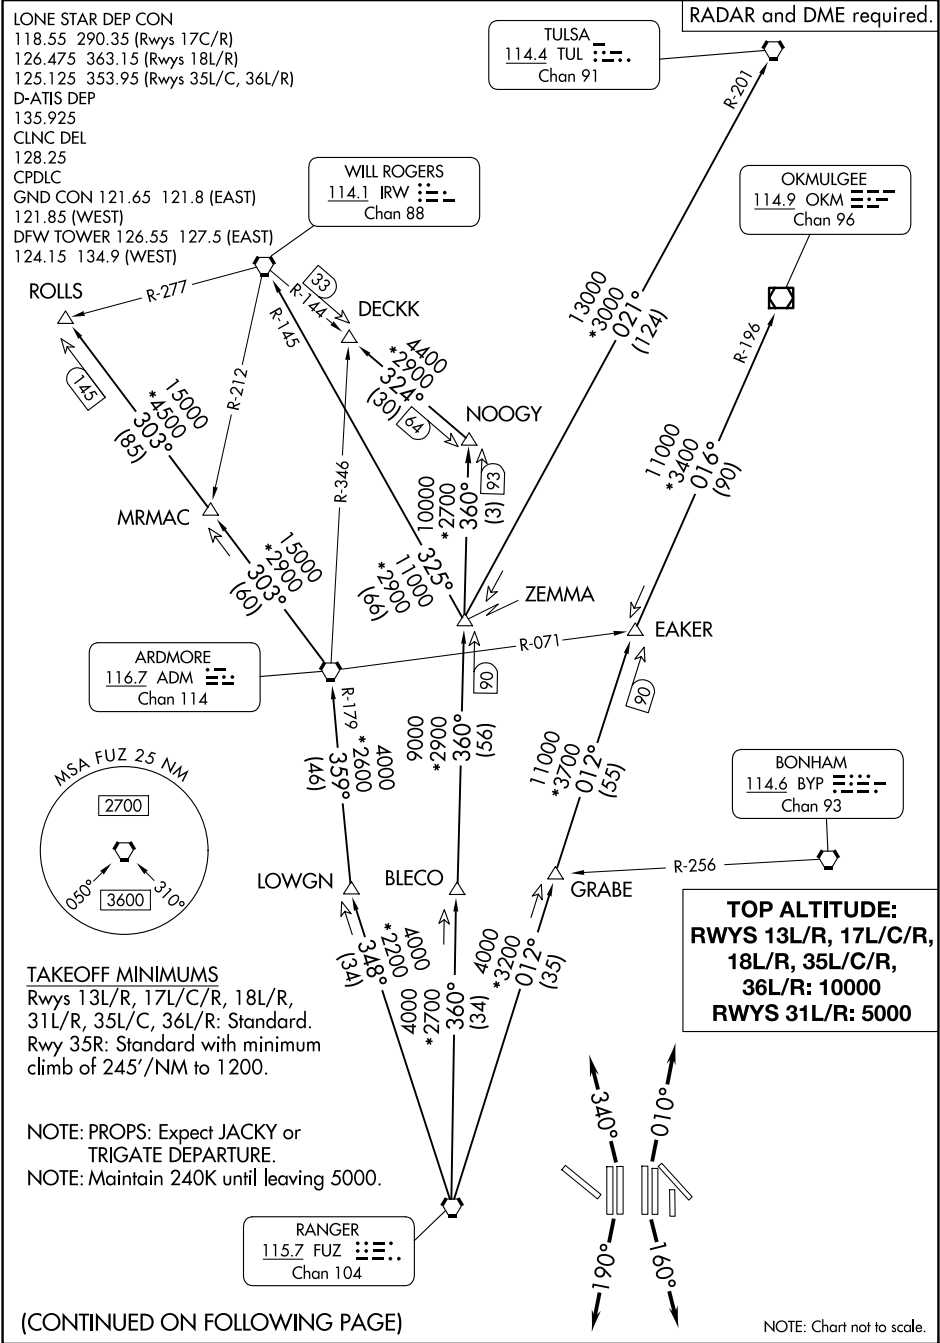 LONE STAR DEP CON
118.55 290.35 (Rwys 17C/R)
126.475 363.15 (Rwys 18L/R)
125.125 353.95 (Rwys 35L/C, 36L/R)
D-ATIS DEP
135.925
CLNC DEL
128.25
CPDLC
GND CON 121.65 121.8 (EAST)
121.85 (WEST)
DFW TOWER 126.55 127.5 (EAST)
124.15 134.9 (WEST)
RADAR and DME required.
TULSA
114.4 TUL
Chan 91
R-201
WILL ROGERS
114.1 IRW
Chan 88
OKMULGEE
114.9 OKM
Chan 96
R-196
ROLLS
R-277
33
R-144
DECKK
R-145
R-212
13000
*3000
021°
(124)
145
15000
*4500
303°
(85)
4400
*2900
324°
(30)
64
NOOGY
R-346
93
10000
*2700
360°
(3)
11000
*3400
016°
(90)
MRMAC
15000
*2900
303°
(60)
325°
11000
*2900
(66)
ZEMMA
EAKER
R-071
ARDMORE
116.7 ADM
Chan 114
R-179
90
90
4000
*2600
359°
(46)
9000
*2900
360°
(56)
11000
*3700
012°
(55)
MSA FUZ 25 NM
2700
050°
310°
3600
BONHAM
114.6 BYP
Chan 93
R-256
LOWGN
BLECO
GRABE
4000
*2200
348°
(34)
4000
*2700
360°
(34)
4000
*3200
012°
(35)
TOP ALTITUDE:
RWYS 13L/R, 17L/C/R,
18L/R, 35L/C/R,
36L/R: 10000
RWYS 31L/R: 5000
TAKEOFF MINIMUMS
Rwys 13L/R, 17L/C/R, 18L/R,
31L/R, 35L/C, 36L/R: Standard.
Rwy 35R: Standard with minimum
climb of 245'/NM to 1200.
NOTE: PROPS: Expect JACKY or
TRIGATE DEPARTURE.
NOTE: Maintain 240K until leaving 5000.
340°
010°
190°
160°
RANGER
115.7 FUZ
Chan 104
(CONTINUED ON FOLLOWING PAGE)
NOTE: Chart not to scale.